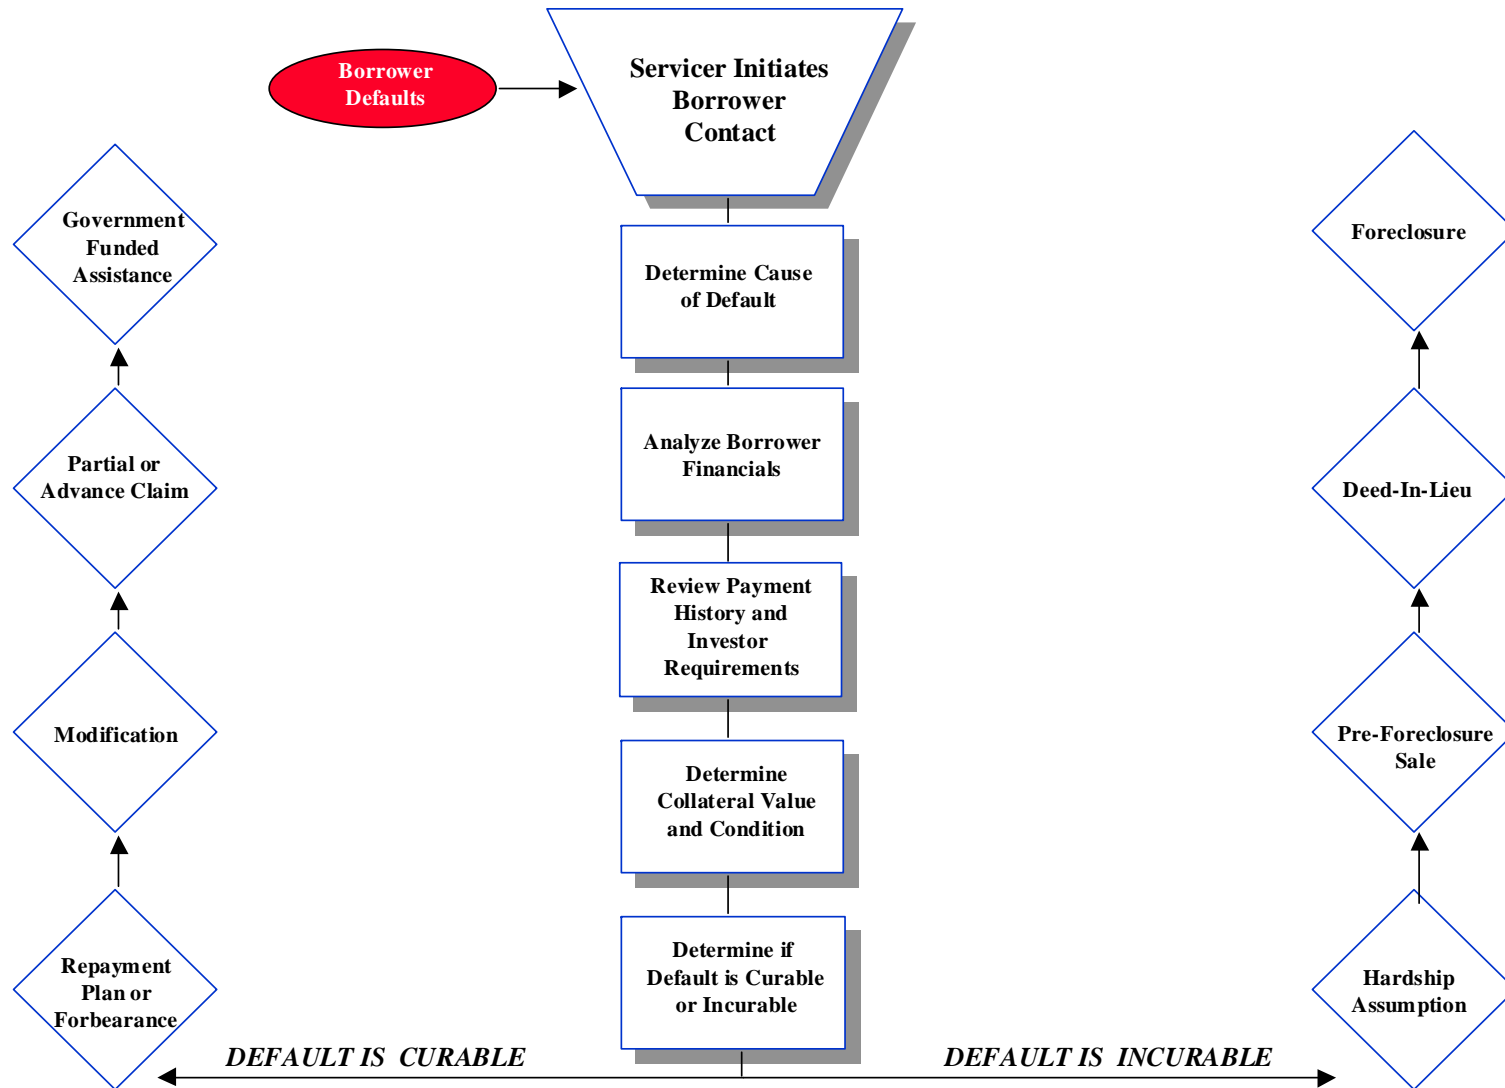 Borrower
Defaults
Servicer Initiates
Borrower
Contact
Government
Funded
Assistance
Foreclosure
Determine Cause
of Default
Partial or
Advance Claim
Analyze Borrower
Financials
Deed-In-Lieu
Review Payment
History and
Investor
Requirements
Modification
Determine
Collateral Value
and Condition
Pre-Foreclosure
Sale
Repayment
Plan or
Forbearance
Determine if
Default is Curable
or Incurable
Hardship
Assumption
DEFAULT IS CURABLE
DEFAULT IS INCURABLE